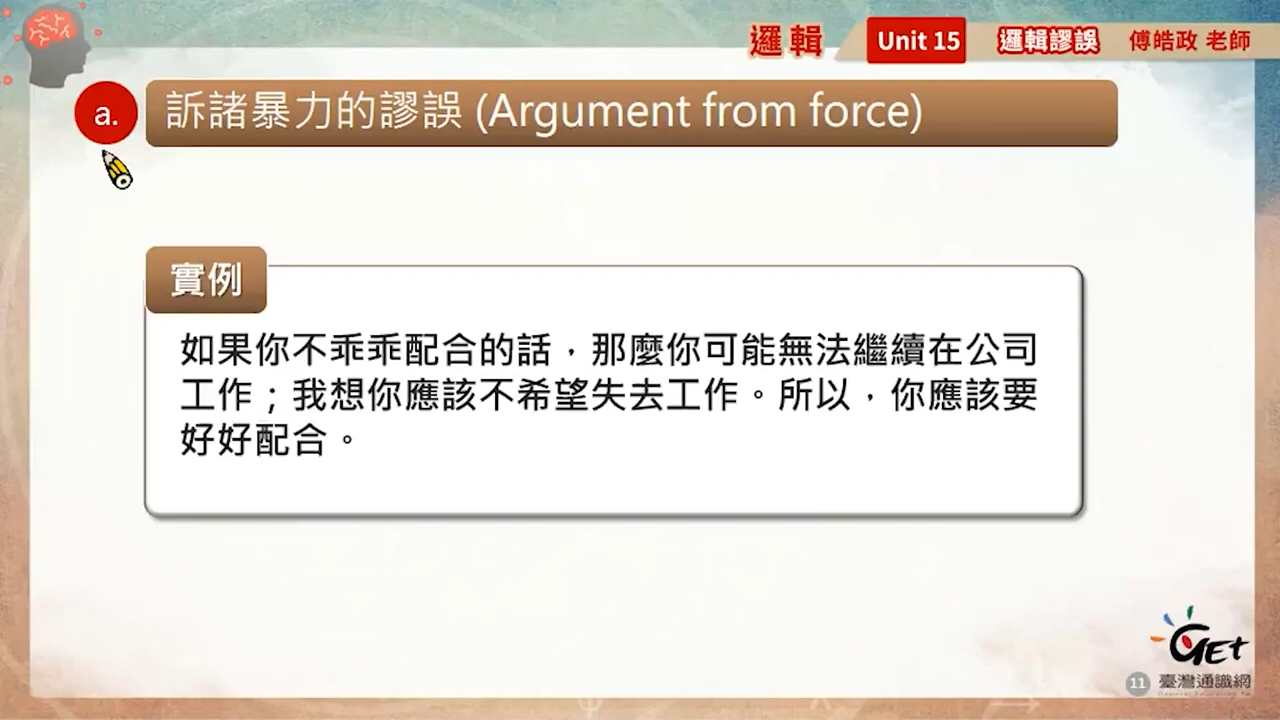 邏輯
Unit 15
邏輯謬誤
傅皓政 老師
a.
訴諸暴力的謬誤 (Argument from force)
實例
如果你不乖乖配合的話，那麼你可能無法繼續在公司
工作；我想你應該不希望失去工作。所以，你應該要
好好配合。
GEt
11
臺灣通識網